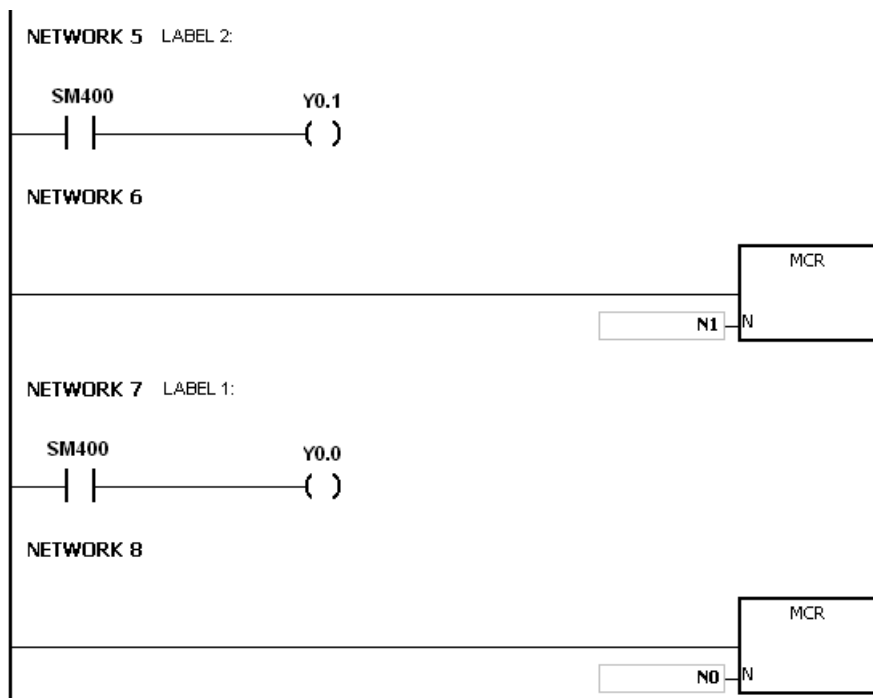 NETWORK 5 LABEL 2:
SM400 Y0.1
NETWORK 6
MCR
N1 N
NETWORK 7 LABEL 1:
SM400 Y0.0
NETWORK 8
MCR
N0 N